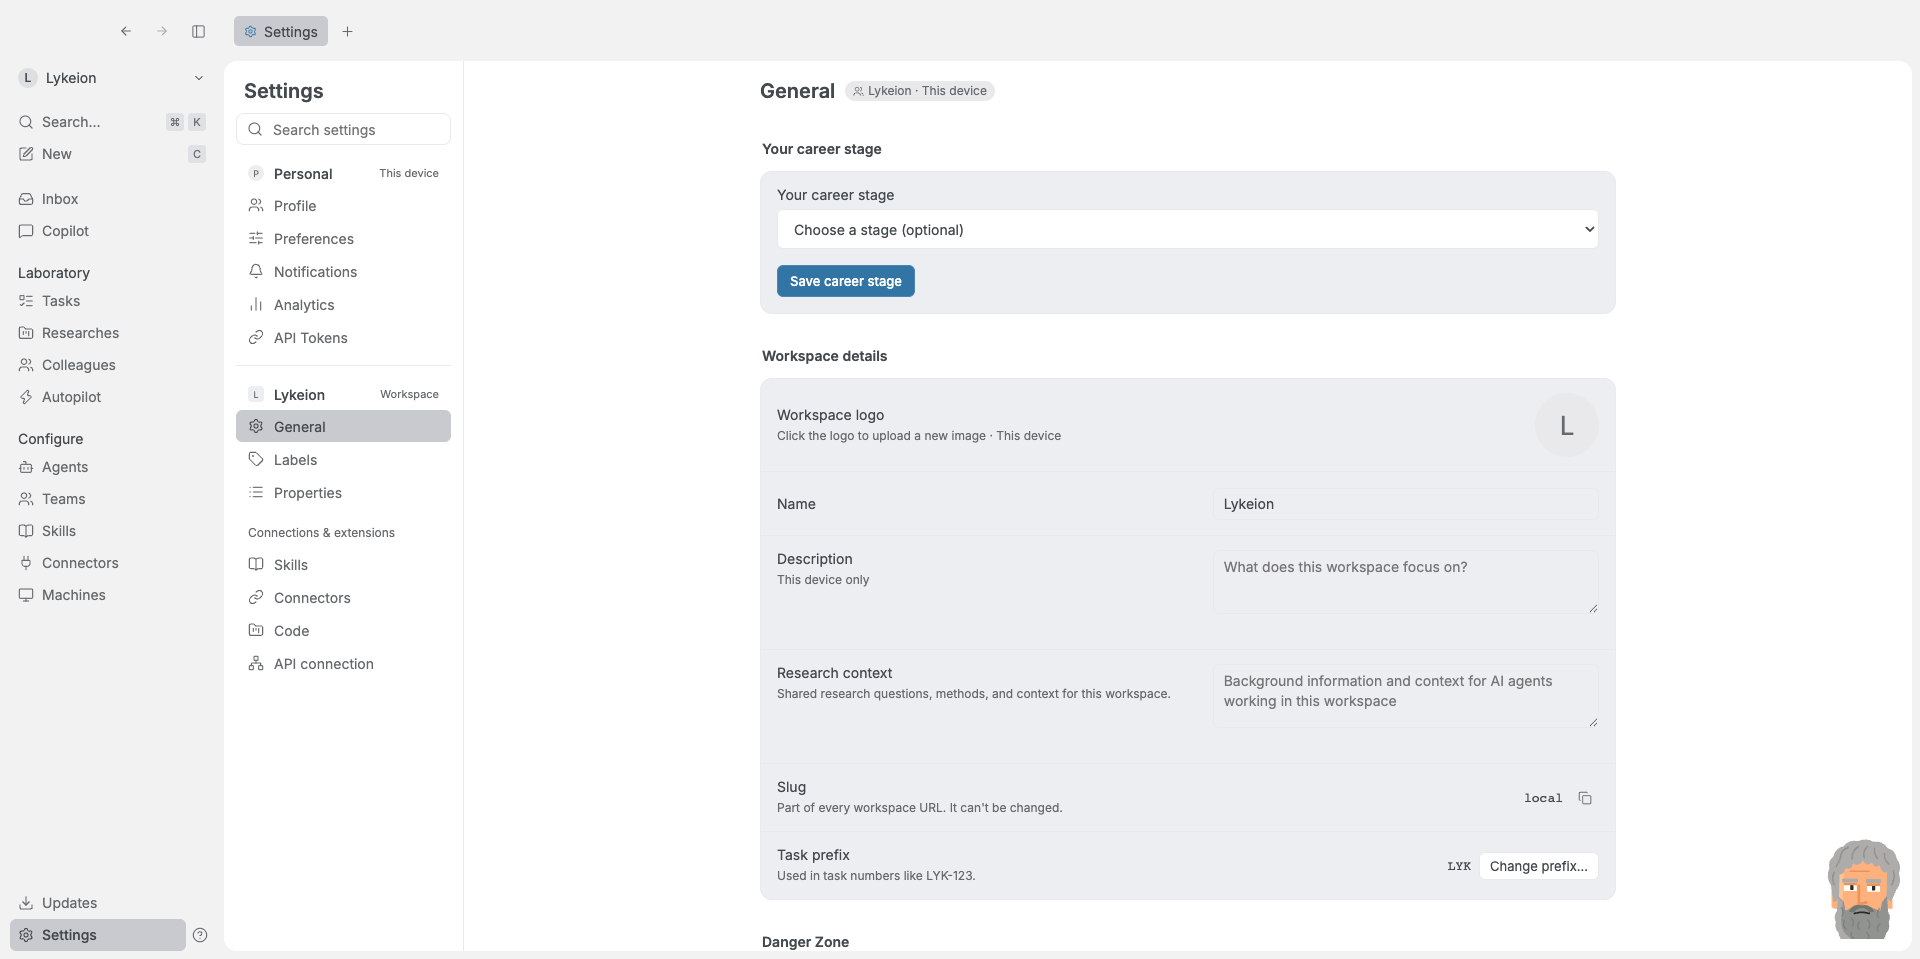 Settings
L Lykeion
Search... ⌘ K
New C
Inbox
Copilot
Laboratory
Tasks
Researches
Colleagues
Autopilot
Configure
Agents
Teams
Skills
Connectors
Machines
Updates
Settings
Settings
Search settings
P Personal This device
Profile
Preferences
Notifications
Analytics
API Tokens
L Lykeion Workspace
General
Labels
Properties
Connections & extensions
Skills
Connectors
Code
API connection
General Lykeion · This device
Your career stage
Your career stage
Choose a stage (optional)
Save career stage
Workspace details
Workspace logo
Click the logo to upload a new image · This device
L
Name Lykeion
Description
This device only
What does this workspace focus on?
Research context
Shared research questions, methods, and context for this workspace.
Background information and context for AI agents
working in this workspace
Slug
Part of every workspace URL. It can't be changed.
local
Task prefix
Used in task numbers like LYK-123.
LYK Change prefix...
Danger Zone